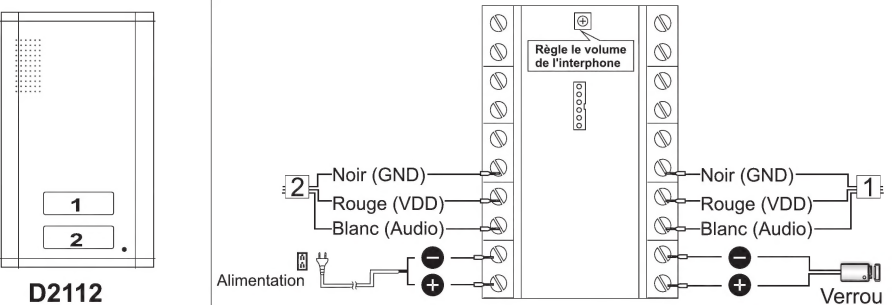 1
2
D2112
Règle le volume
de l'interphone
2
Noir (GND)
Rouge (VDD)
Blanc (Audio)
Alimentation
−
+
Noir (GND)
Rouge (VDD)
Blanc (Audio)
1
−
+
Verrou